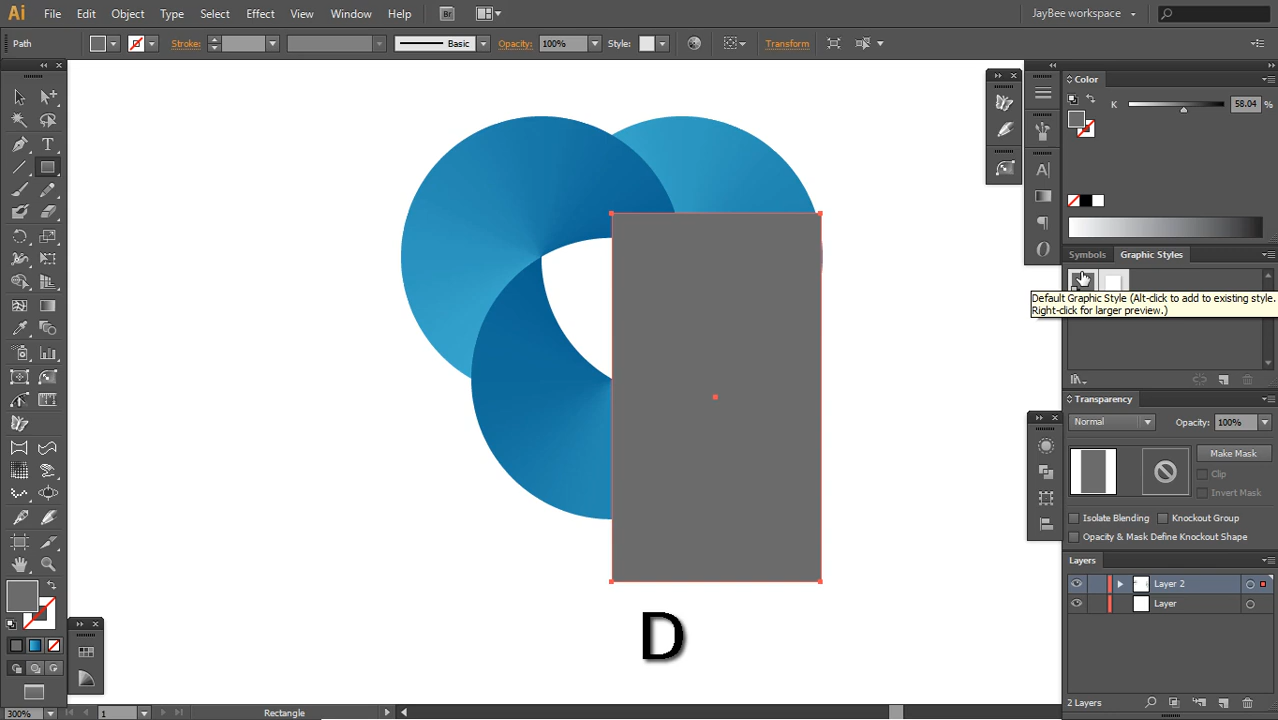 Ai File Edit Object Type Select Effect View Window Help Br JayBee workspace
Path Stroke: Basic Opacity: 100% Style: Transform
Color
K 58.04 %
Symbols Graphic Styles
Default Graphic Style (Alt-click to add to existing style.
Right-click for larger preview.)
Transparency
Normal Opacity: 100%
Make Mask
Clip
Invert Mask
Isolate Blending Knockout Group
Opacity & Mask Define Knockout Shape
Layers
Layer 2
Layer
D
2 Layers
300% 1 Rectangle